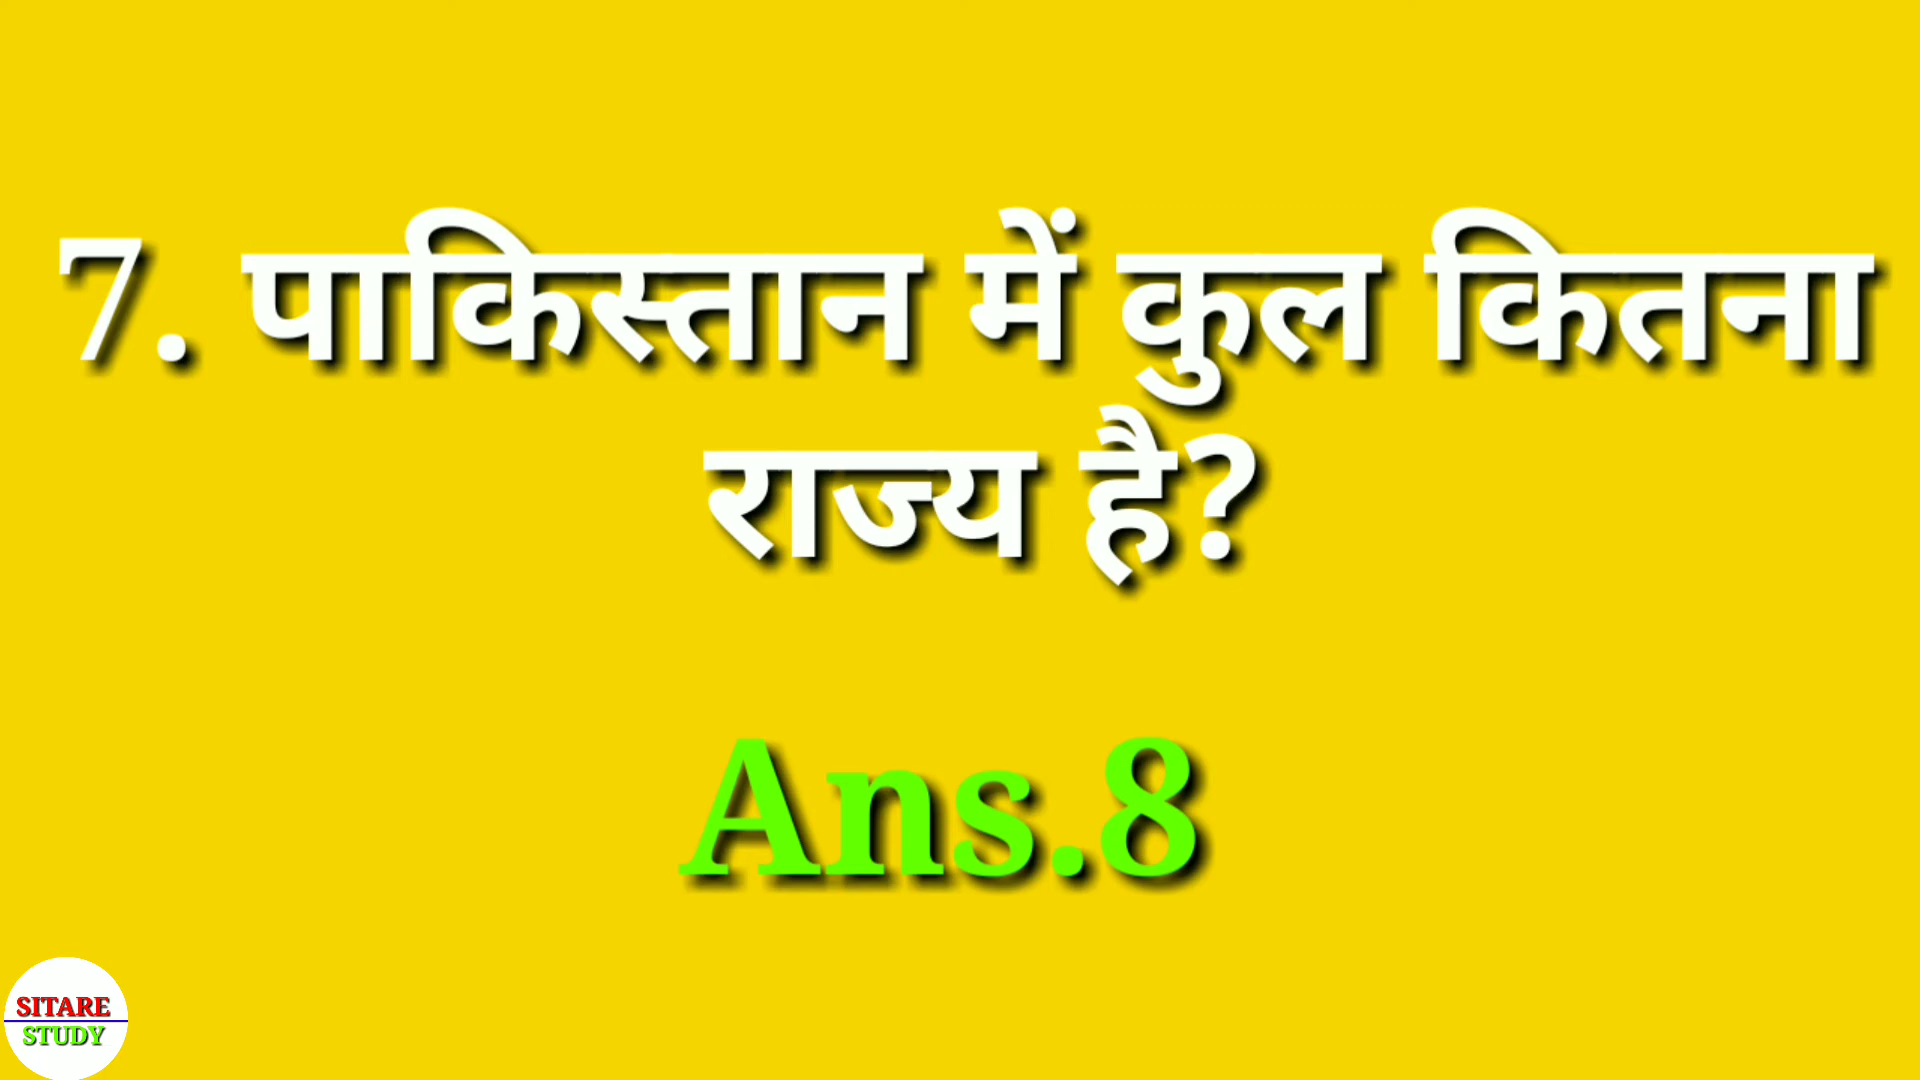 7. पाकिस्तान में कुल कितना
राज्य है?
Ans.8
SITARE
STUDY